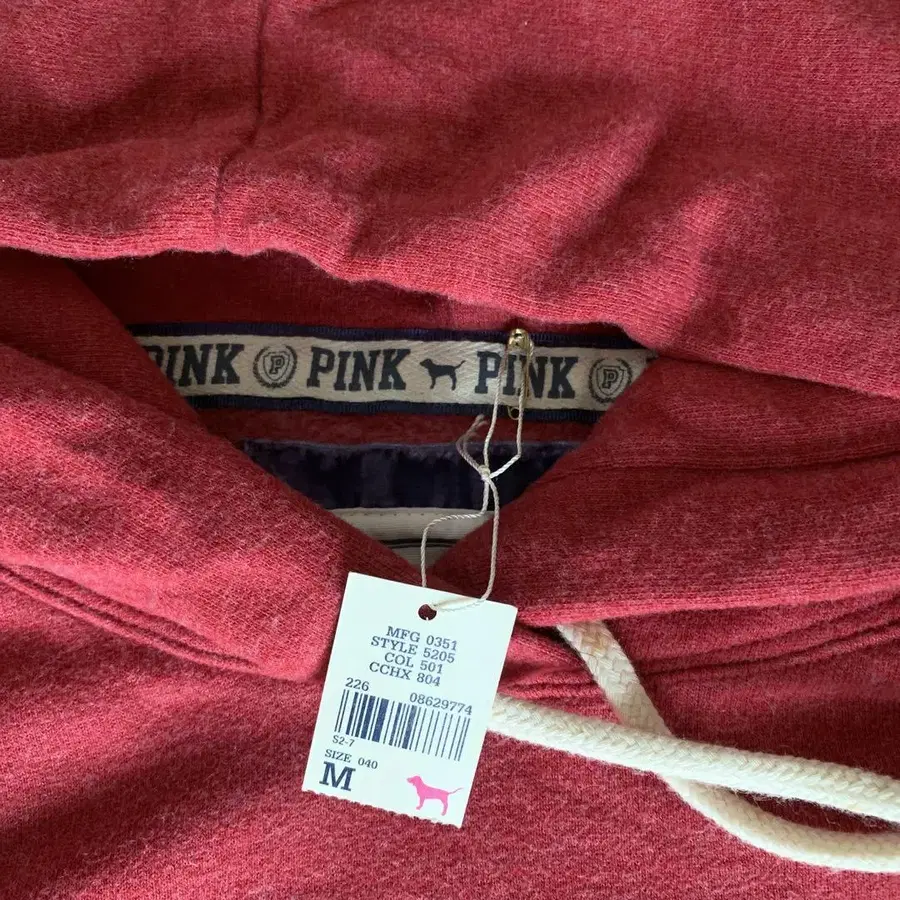 PINK P PINK PINK P
MFG 0351
STYLE 5205
COL 501
CCHX 804
226 08629774
S2-7
SIZE 040
M